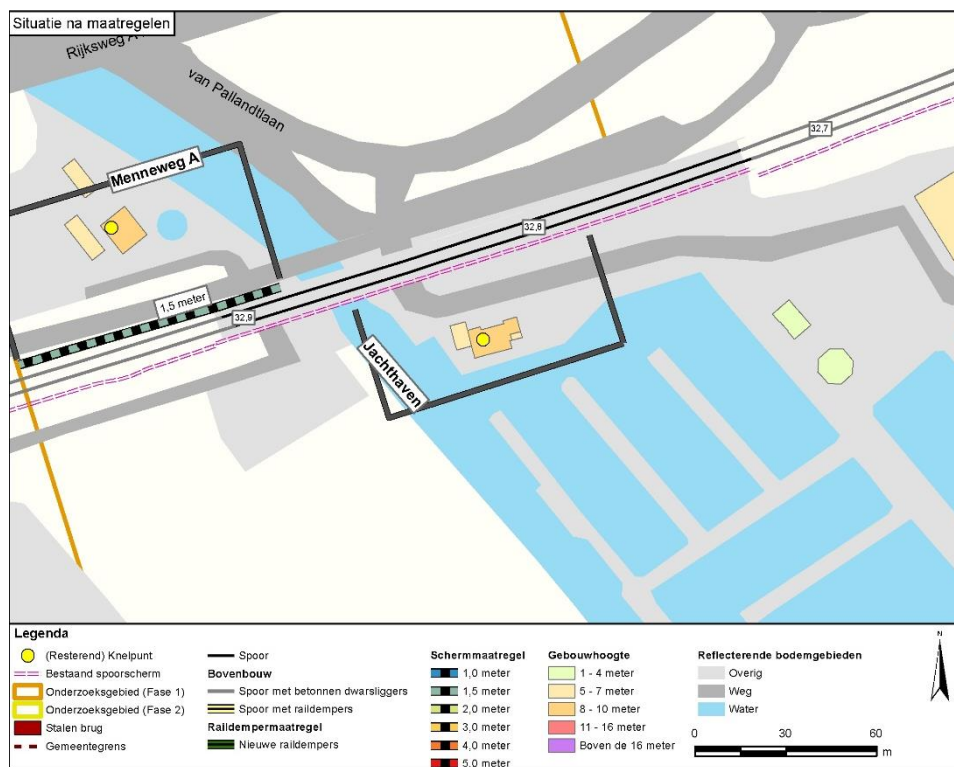 Situatie na maatregelen
Rijksweg A
van Pallandtlaan
32,7
Menneweg A
32,8
1,5 meter
32,9
Jachthaven
Legenda
(Resterend) Knelpunt
Bestaand spoorscherm
Onderzoeksgebied (Fase 1)
Onderzoeksgebied (Fase 2)
Stalen brug
Gemeentegrens
Spoor
Bovenbouw
Spoor met betonnen dwarsliggers
Spoor met raildempers
Raildempermaatregel
Nieuwe raildempers
Schermmaatregel
1,0 meter
1,5 meter
2,0 meter
3,0 meter
4,0 meter
5,0 meter
Gebouwhoogte
1 - 4 meter
5 - 7 meter
8 - 10 meter
11 - 16 meter
Boven de 16 meter
Reflecterende bodemgebieden
Overig
Weg
Water
N
0 30 60
m